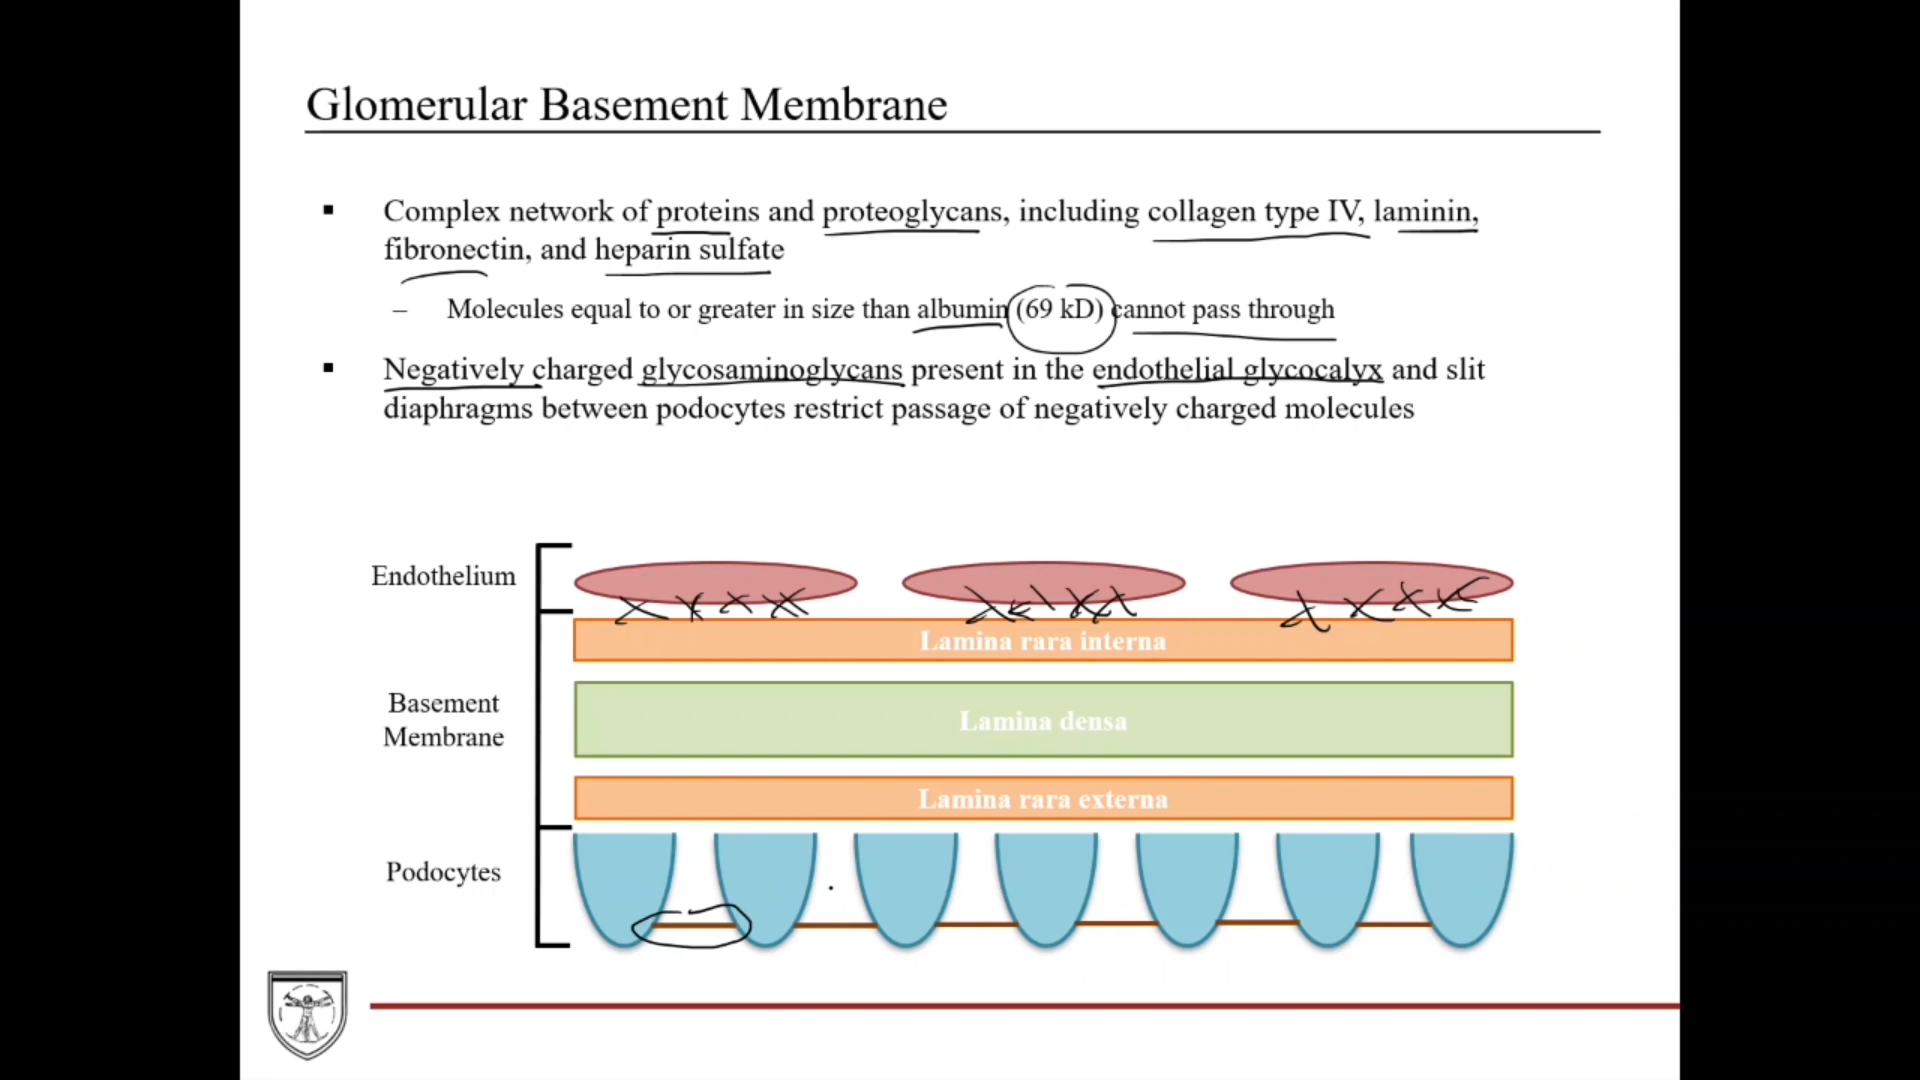 Glomerular Basement Membrane
▪ Complex network of proteins and proteoglycans, including collagen type IV, laminin,
fibronectin, and heparin sulfate
– Molecules equal to or greater in size than albumin (69 kD) cannot pass through
▪ Negatively charged glycosaminoglycans present in the endothelial glycocalyx and slit
diaphragms between podocytes restrict passage of negatively charged molecules
Endothelium
Lamina rara interna
Basement
Membrane
Lamina densa
Lamina rara externa
Podocytes